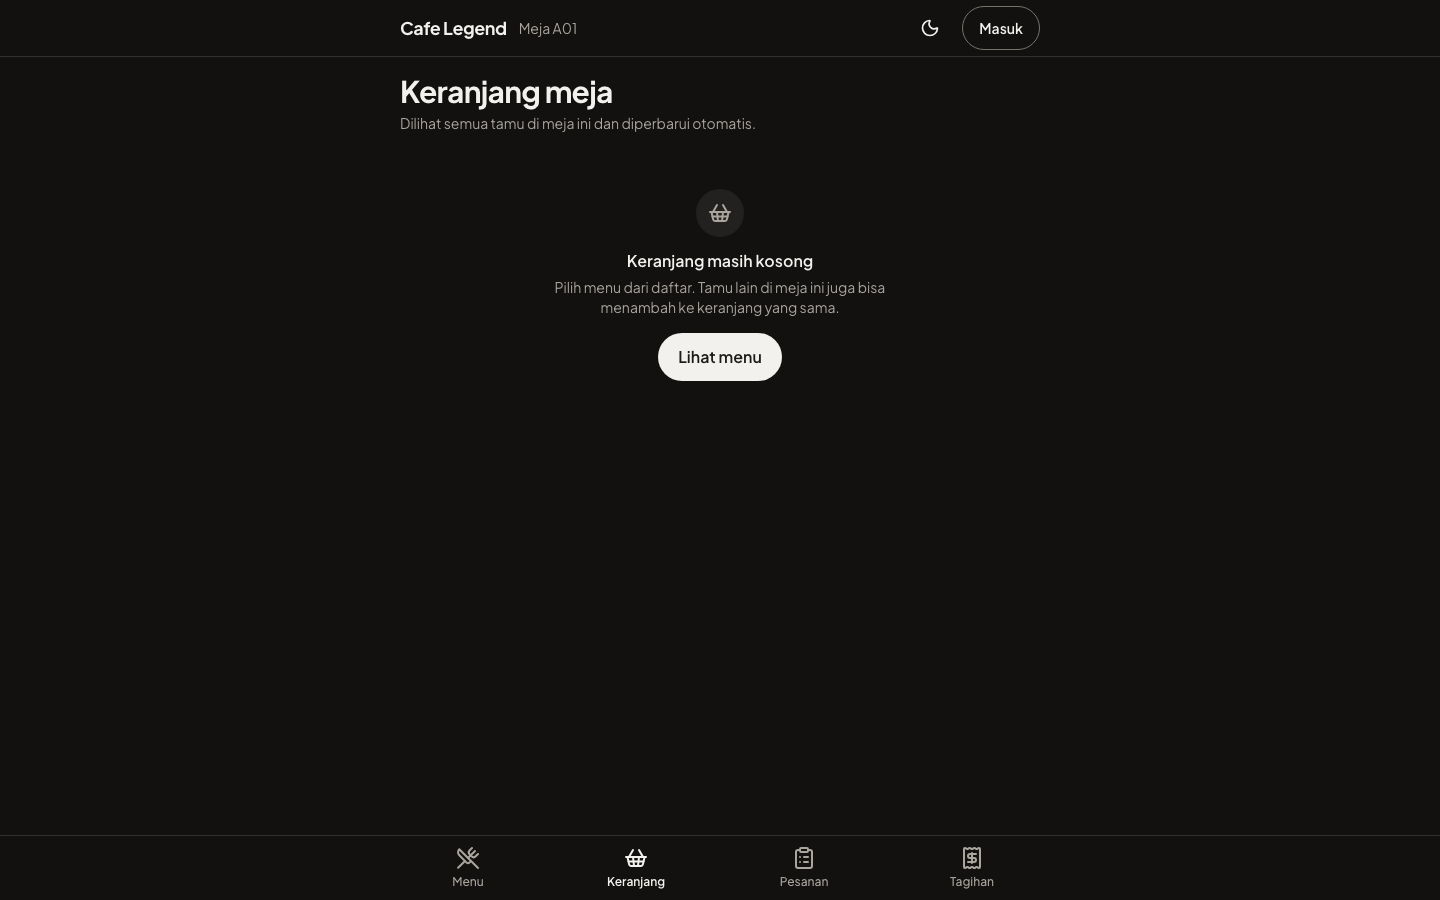 Cafe Legend Meja A01
Masuk
Keranjang meja
Dilihat semua tamu di meja ini dan diperbarui otomatis.
Keranjang masih kosong
Pilih menu dari daftar. Tamu lain di meja ini juga bisa
menambah ke keranjang yang sama.
Lihat menu
Menu
Keranjang
Pesanan
Tagihan